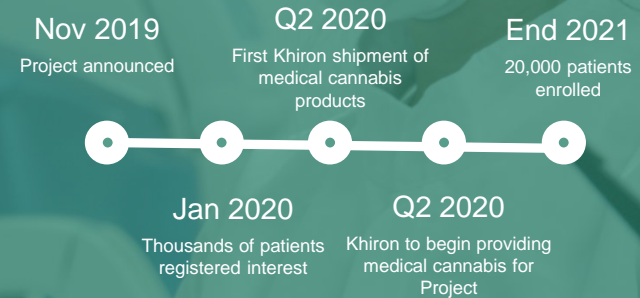 Nov 2019
Project announced
Jan 2020
Thousands of patients
registered interest
Q2 2020
First Khiron shipment of
medical cannabis
products
Q2 2020
Khiron to begin providing
medical cannabis for
Project
End 2021
20,000 patients
enrolled